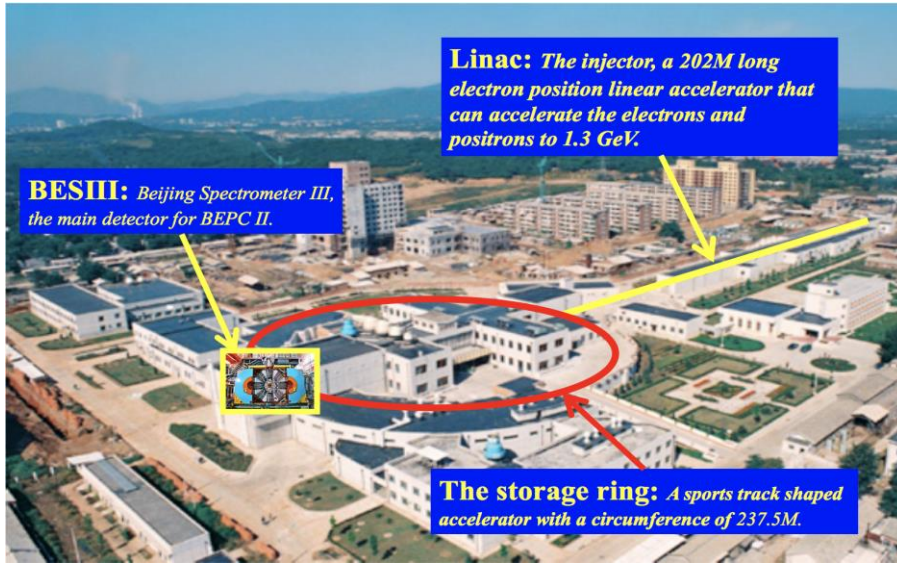 Linac: The injector, a 202M long
electron position linear accelerator that
can accelerate the electrons and
positrons to 1.3 GeV.
BESIII: Beijing Spectrometer III,
the main detector for BEPC II.
The storage ring: A sports track shaped
accelerator with a circumference of 237.5M.